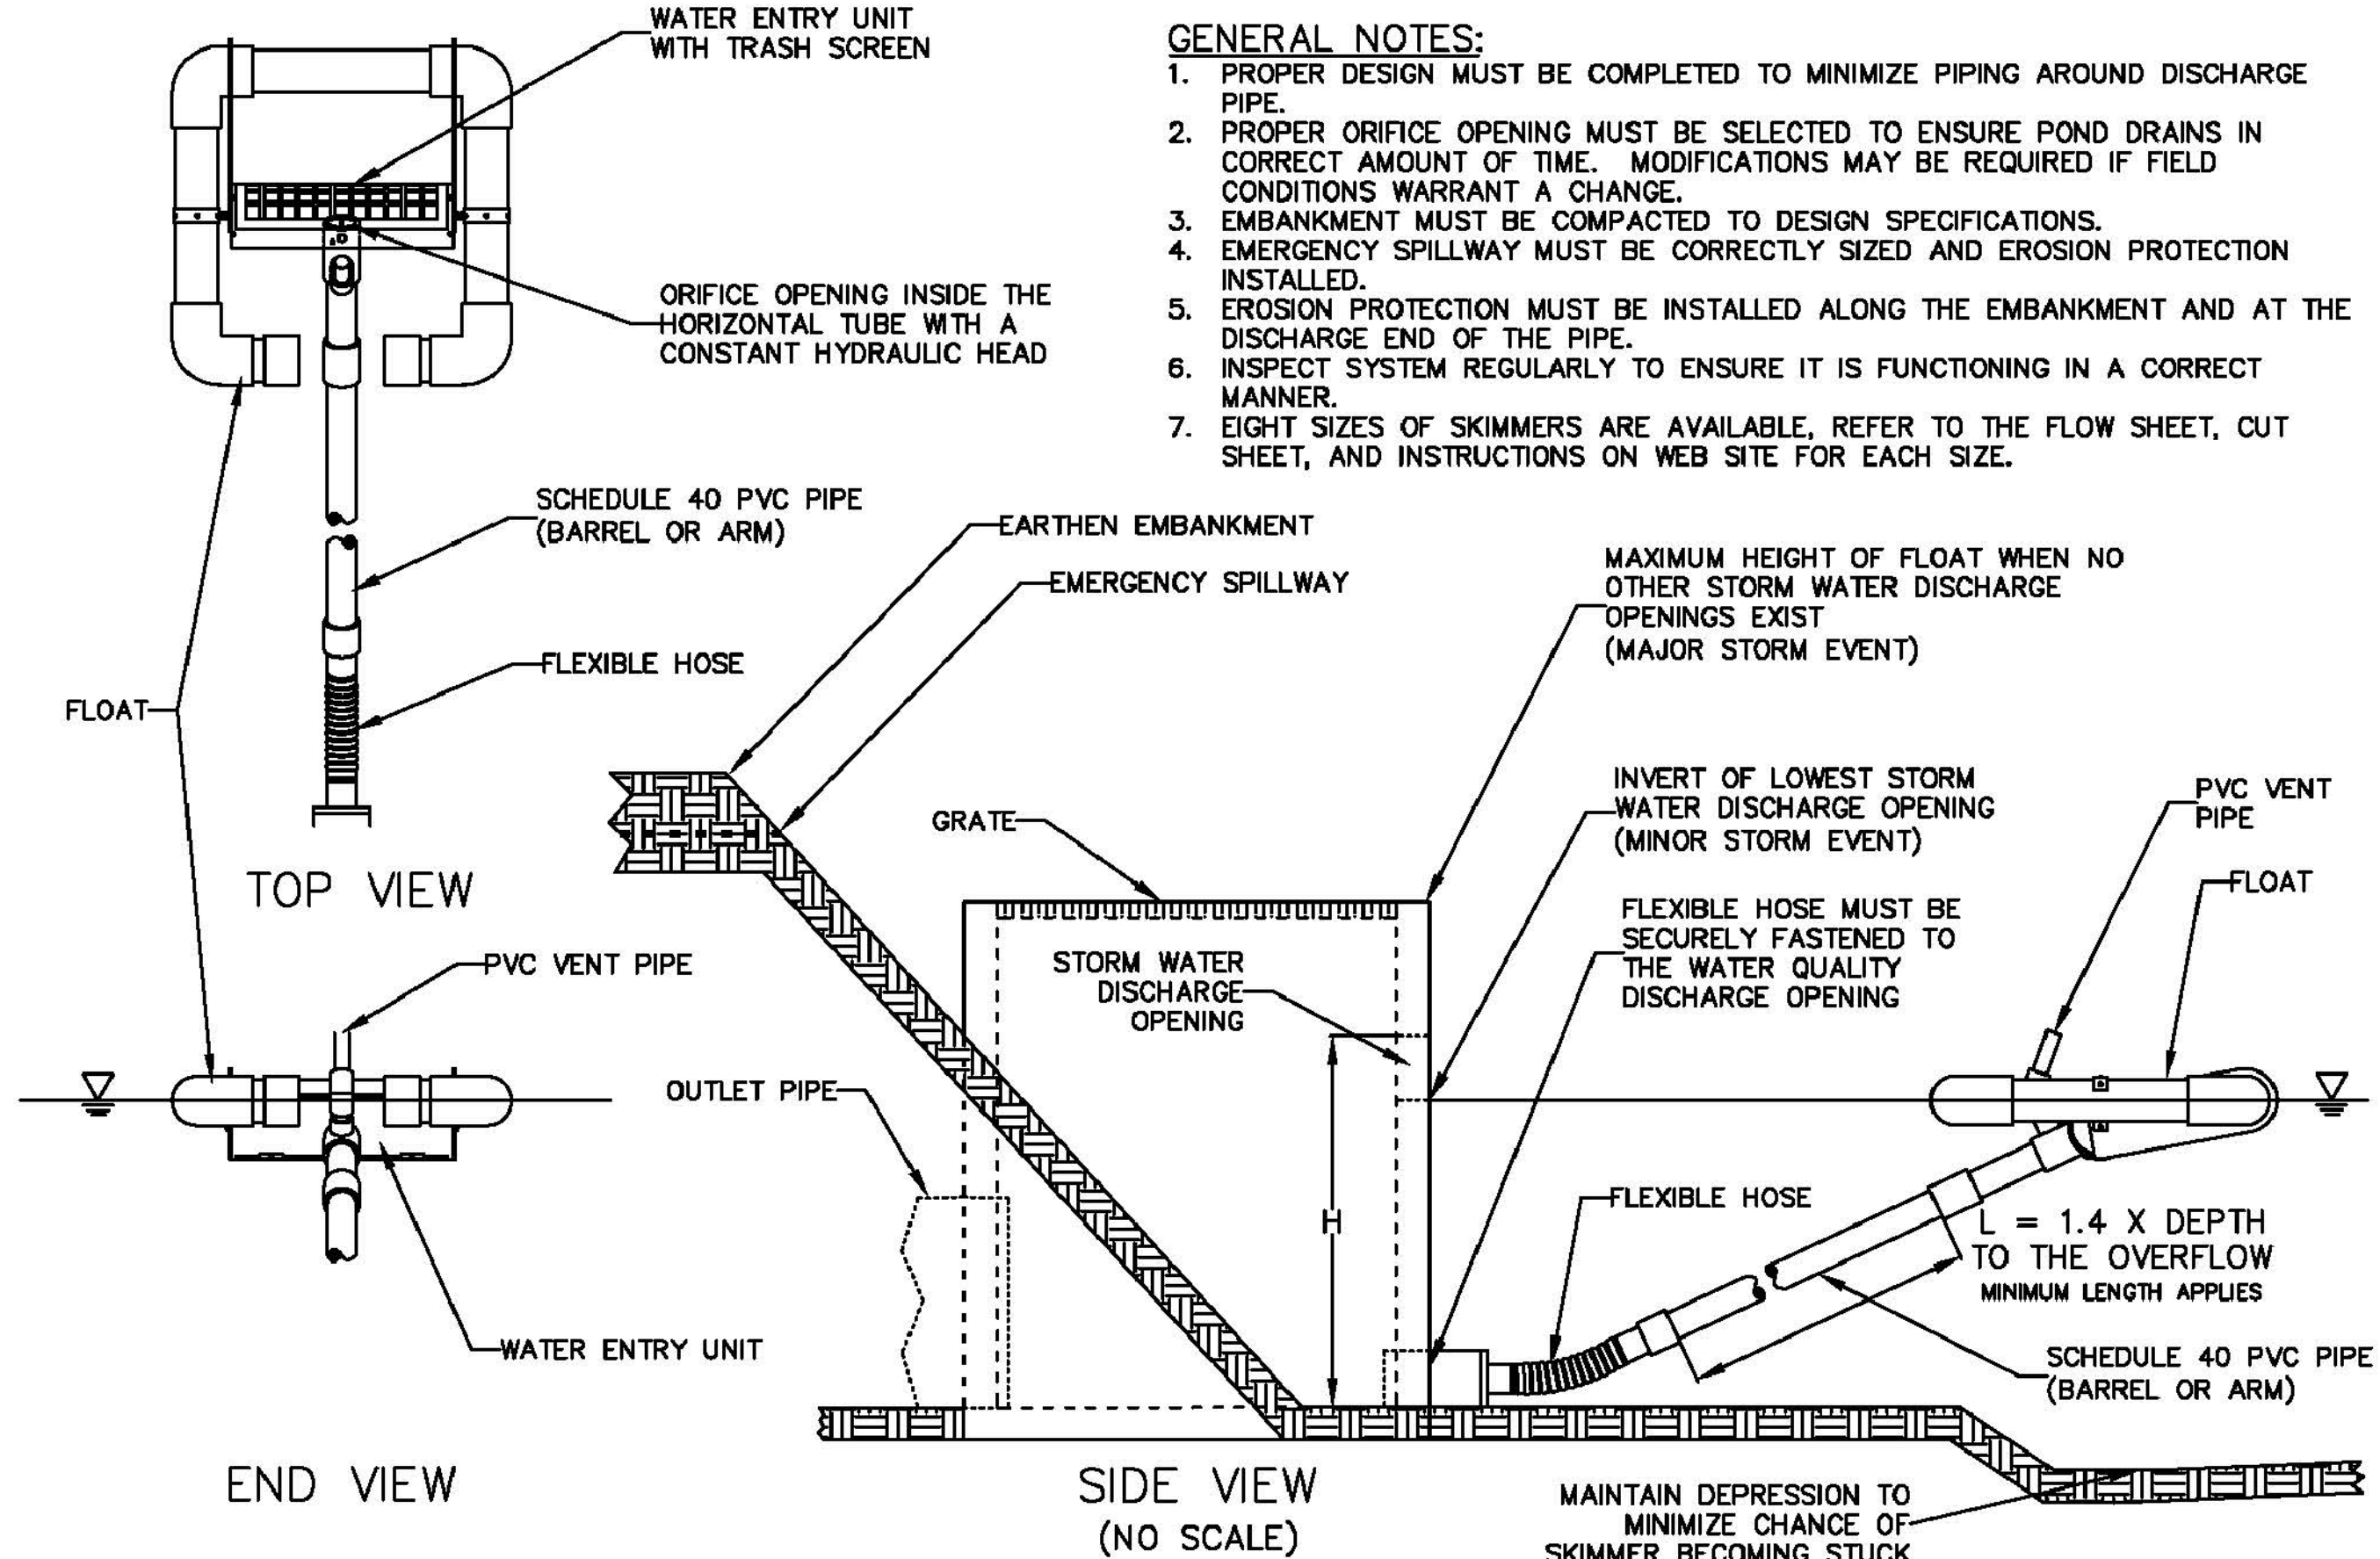 WATER ENTRY UNIT
WITH TRASH SCREEN
ORIFICE OPENING INSIDE THE
HORIZONTAL TUBE WITH A
CONSTANT HYDRAULIC HEAD
SCHEDULE 40 PVC PIPE
(BARREL OR ARM)
FLEXIBLE HOSE
FLOAT
TOP VIEW
GENERAL NOTES:
1. PROPER DESIGN MUST BE COMPLETED TO MINIMIZE PIPING AROUND DISCHARGE
PIPE.
2. PROPER ORIFICE OPENING MUST BE SELECTED TO ENSURE POND DRAINS IN
CORRECT AMOUNT OF TIME. MODIFICATIONS MAY BE REQUIRED IF FIELD
CONDITIONS WARRANT A CHANGE.
3. EMBANKMENT MUST BE COMPACTED TO DESIGN SPECIFICATIONS.
4. EMERGENCY SPILLWAY MUST BE CORRECTLY SIZED AND EROSION PROTECTION
INSTALLED.
5. EROSION PROTECTION MUST BE INSTALLED ALONG THE EMBANKMENT AND AT THE
DISCHARGE END OF THE PIPE.
6. INSPECT SYSTEM REGULARLY TO ENSURE IT IS FUNCTIONING IN A CORRECT
MANNER.
7. EIGHT SIZES OF SKIMMERS ARE AVAILABLE, REFER TO THE FLOW SHEET, CUT
SHEET, AND INSTRUCTIONS ON WEB SITE FOR EACH SIZE.
PVC VENT PIPE
WATER ENTRY UNIT
END VIEW
EARTHEN EMBANKMENT
EMERGENCY SPILLWAY
MAXIMUM HEIGHT OF FLOAT WHEN NO
OTHER STORM WATER DISCHARGE
OPENINGS EXIST
(MAJOR STORM EVENT)
GRATE
INVERT OF LOWEST STORM
WATER DISCHARGE OPENING
(MINOR STORM EVENT)
PVC VENT
PIPE
FLOAT
FLEXIBLE HOSE MUST BE
SECURELY FASTENED TO
THE WATER QUALITY
DISCHARGE OPENING
STORM WATER
DISCHARGE
OPENING
OUTLET PIPE
H
FLEXIBLE HOSE
L = 1.4 X DEPTH
TO THE OVERFLOW
MINIMUM LENGTH APPLIES
SCHEDULE 40 PVC PIPE
(BARREL OR ARM)
SIDE VIEW
(NO SCALE)
MAINTAIN DEPRESSION TO
MINIMIZE CHANCE OF
SKIMMER BECOMING STUCK